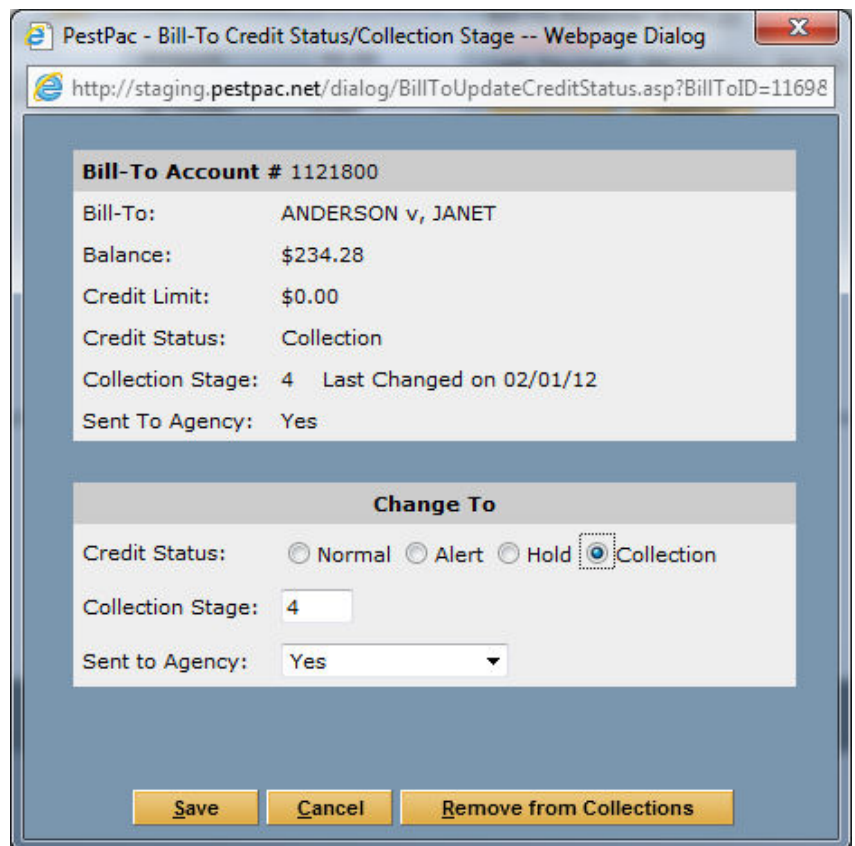 PestPac - Bill-To Credit Status/Collection Stage -- Webpage Dialog
X
http://staging.pestpac.net/dialog/BillToUpdateCreditStatus.asp?BillToID=11698
Bill-To Account # 1121800
Bill-To: ANDERSON v, JANET
Balance: $234.28
Credit Limit: $0.00
Credit Status: Collection
Collection Stage: 4 Last Changed on 02/01/12
Sent To Agency: Yes
Change To
Credit Status: Normal Alert Hold Collection
Collection Stage: 4
Sent to Agency: Yes
Save Cancel Remove from Collections